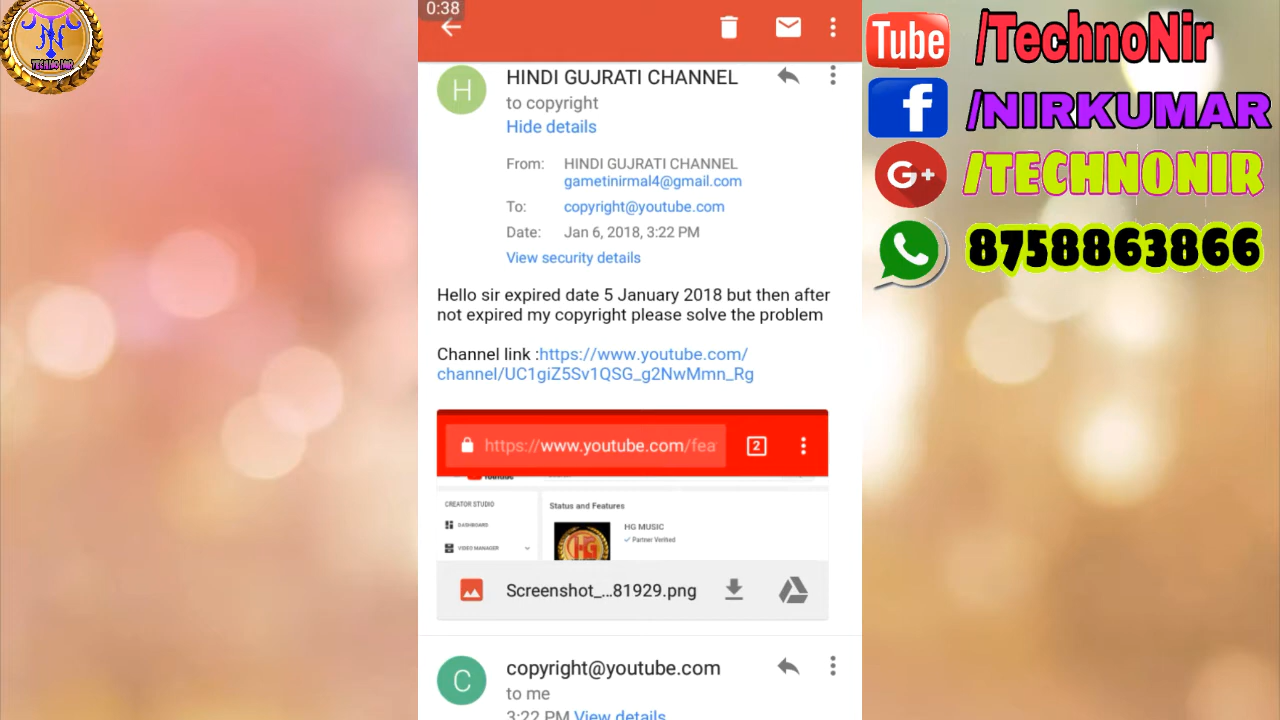 0:38
TECHNO NIR
HINDI GUJRATI CHANNEL
to copyright
Hide details
From: HINDI GUJRATI CHANNEL
gametinirmal4@gmail.com
To: copyright@youtube.com
Date: Jan 6, 2018, 3:22 PM
View security details
Hello sir expired date 5 January 2018 but then after
not expired my copyright please solve the problem
Channel link :https://www.youtube.com/
channel/UC1giZ5Sv1QSG_g2NwMmn_Rg
https://www.youtube.com/fea
2
CREATOR STUDIO
DASHBOARD
VIDEO MANAGER
Status and Features
HG MUSIC
Partner Verified
HG
Screenshot_...81929.png
H
C
copyright@youtube.com
to me
3:22 PM View details
Tube /TechnoNir
f /NIRKUMAR
G+ /TECHNONIR
8758863866